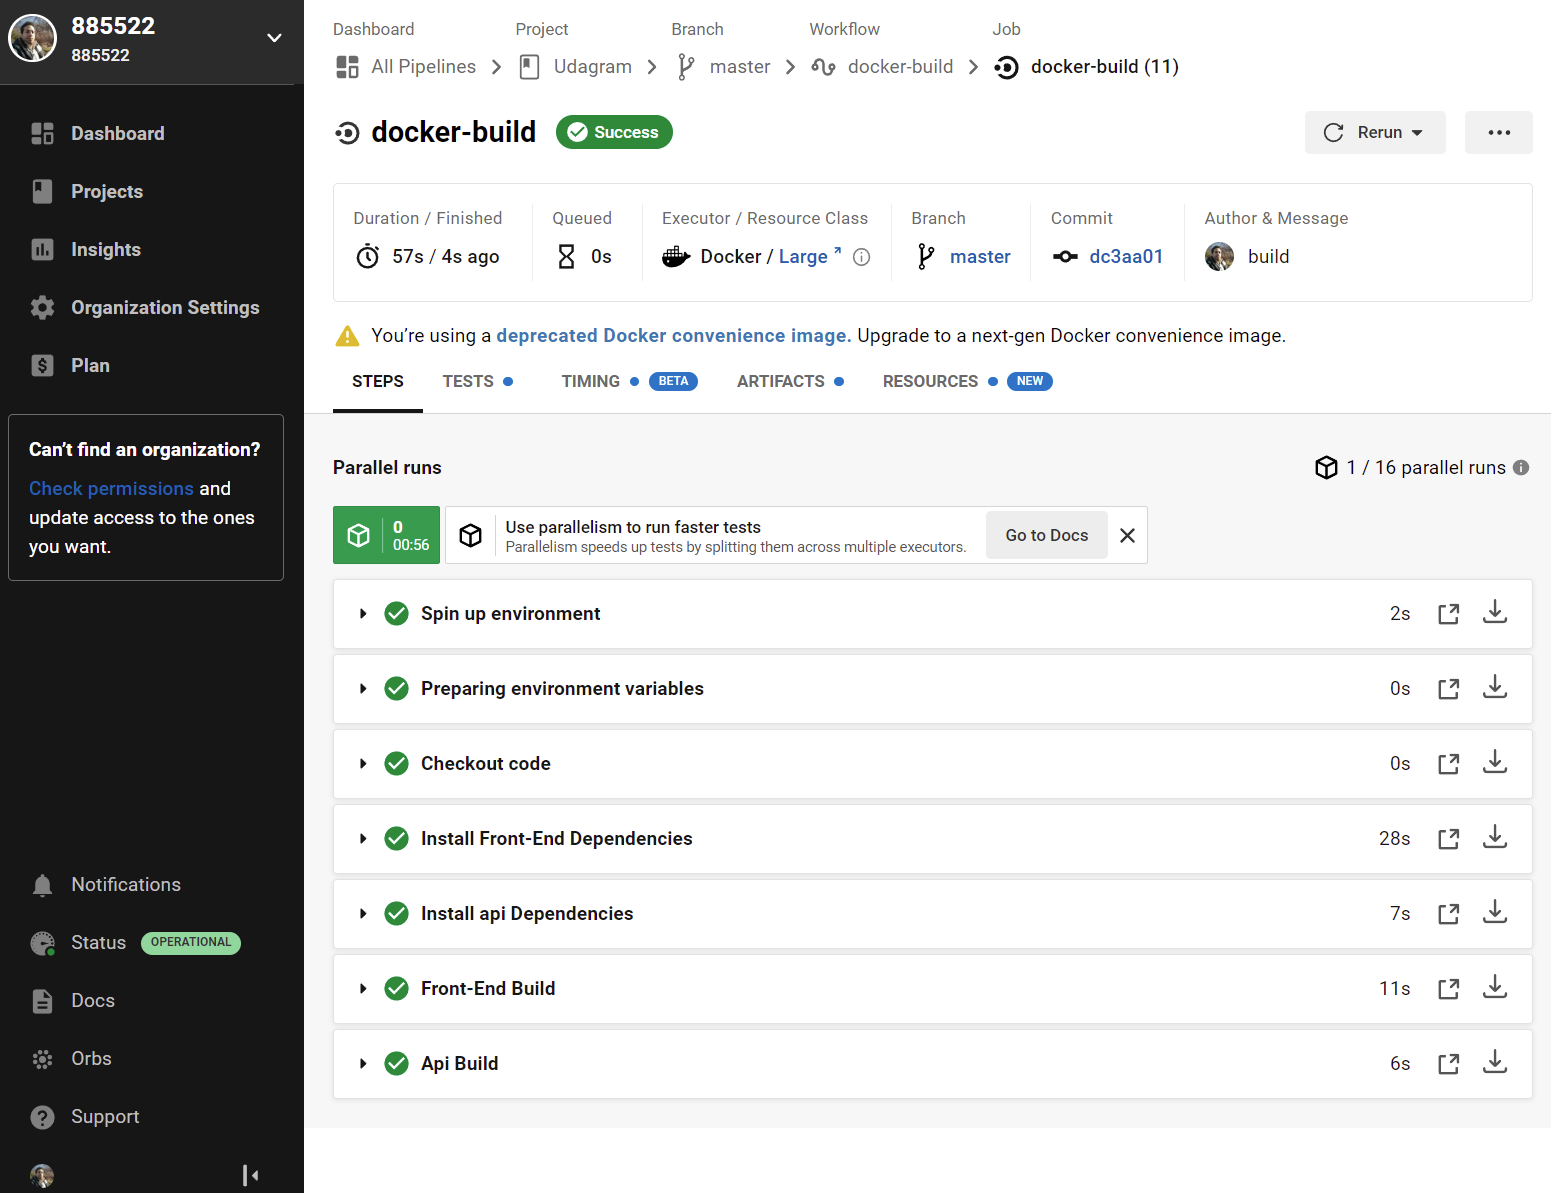 885522
885522
Dashboard
Projects
Insights
Organization Settings
Plan
Can’t find an organization?
Check permissions and
update access to the ones
you want.
Notifications
Status OPERATIONAL
Docs
Orbs
Support
Dashboard Project Branch Workflow Job
All Pipelines Udagram master docker-build docker-build (11)
docker-build Success Rerun
Duration / Finished Queued Executor / Resource Class Branch Commit Author & Message
57s / 4s ago 0s Docker / Large master dc3aa01 build
You’re using a deprecated Docker convenience image. Upgrade to a next-gen Docker convenience image.
STEPS TESTS TIMING BETA ARTIFACTS RESOURCES NEW
Parallel runs 1 / 16 parallel runs
0
00:56
Use parallelism to run faster tests
Parallelism speeds up tests by splitting them across multiple executors.
Go to Docs
Spin up environment 2s
Preparing environment variables 0s
Checkout code 0s
Install Front-End Dependencies 28s
Install api Dependencies 7s
Front-End Build 11s
Api Build 6s